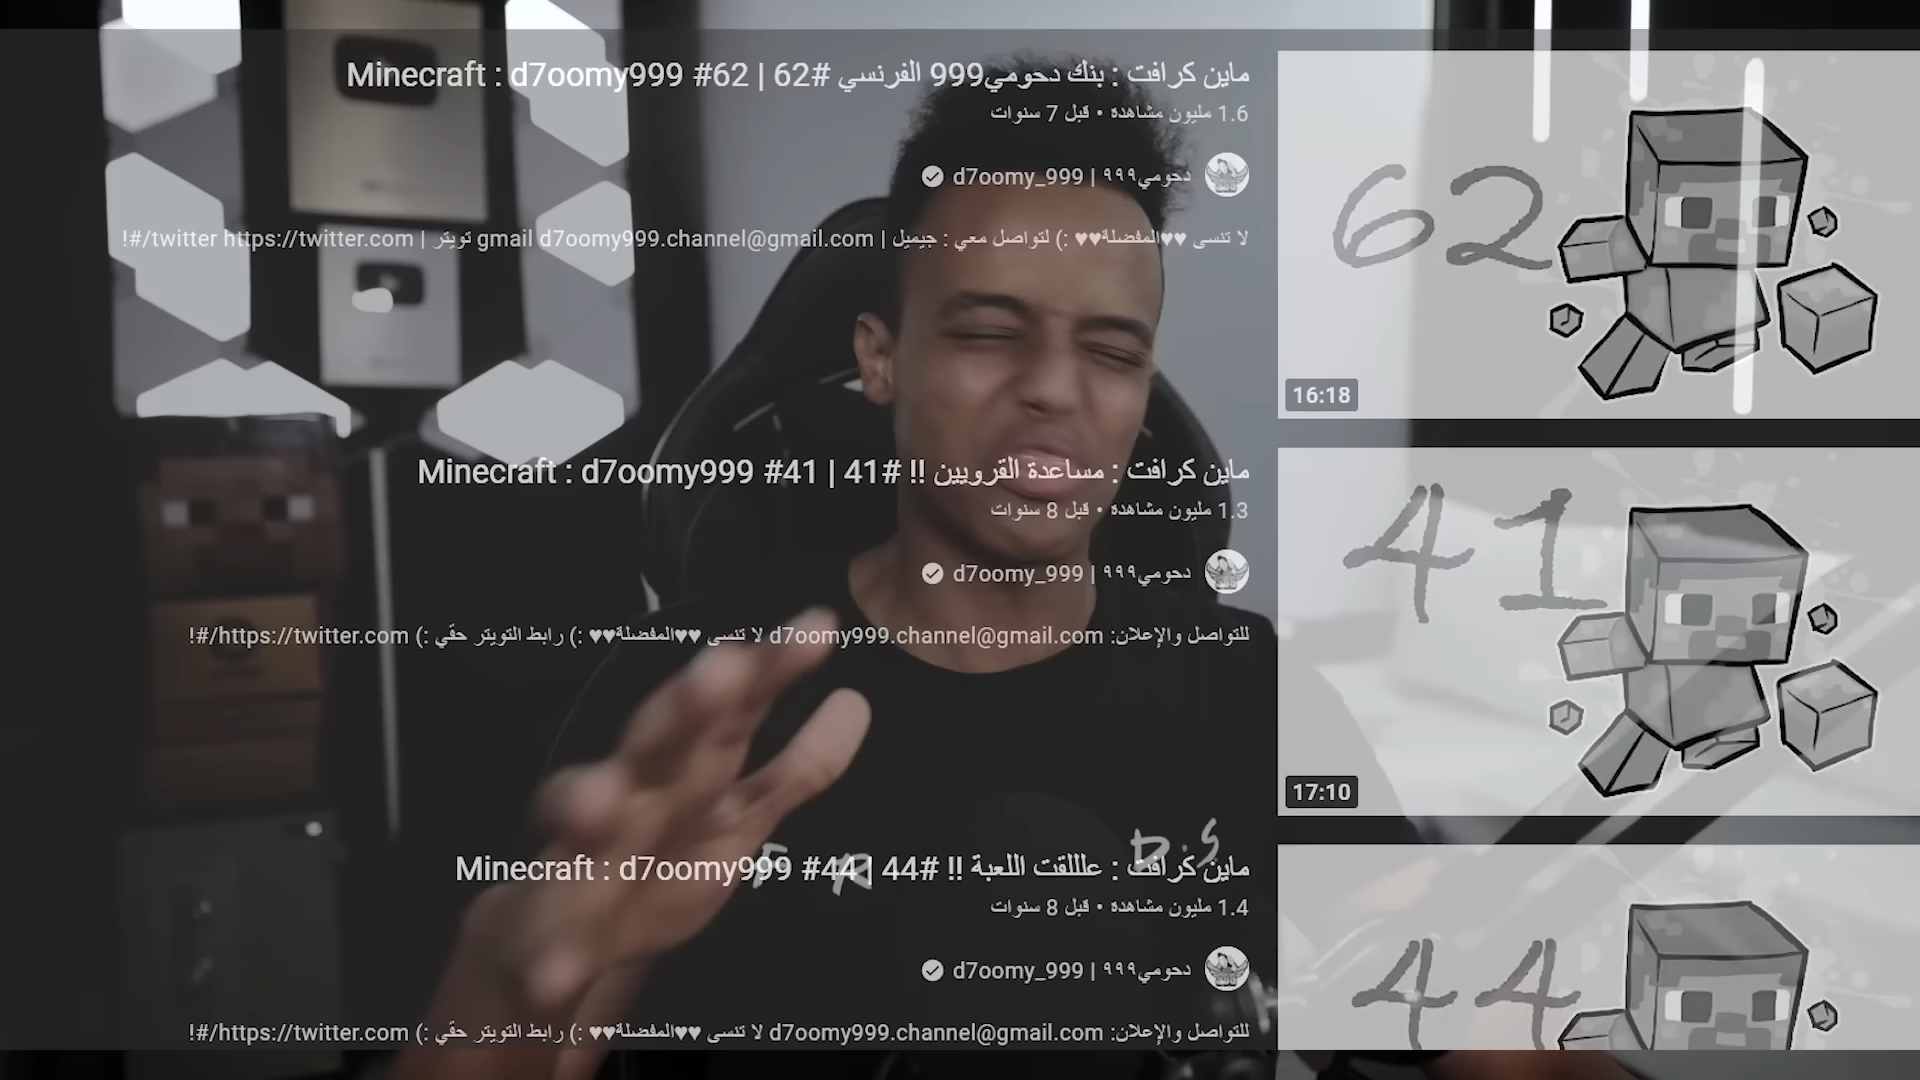 ماين كرافت : بنك دحومي999 الفرنسي #62 | Minecraft : d7oomy999 #62
1.6 مليون مشاهدة • قبل 7 سنوات
دحومي٩٩٩ | d7oomy_999
لا تنسى ♥♥المفضلة♥♥ :) لتواصل معي : جيميل | gmail d7oomy999.channel@gmail.com تويتر | twitter https://twitter.com/#!
62
16:18
ماين كرافت : مساعدة القرويين !! #41 | Minecraft : d7oomy999 #41
1.3 مليون مشاهدة • قبل 8 سنوات
دحومي٩٩٩ | d7oomy_999
للتواصل والإعلان: d7oomy999.channel@gmail.com لا تنسى ♥♥المفضلة♥♥ :) رابط التويتر حقّي :) https://twitter.com/#!
41
17:10
ماين كرافت : علللقت اللعبة !! #44 | Minecraft : d7oomy999 #44
1.4 مليون مشاهدة • قبل 8 سنوات
دحومي٩٩٩ | d7oomy_999
للتواصل والإعلان: d7oomy999.channel@gmail.com لا تنسى ♥♥المفضلة♥♥ :) رابط التويتر حقّي :) https://twitter.com/#!
44